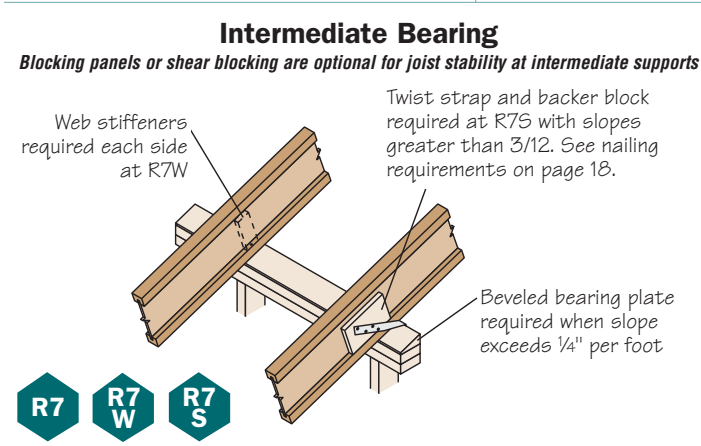 Intermediate Bearing
Blocking panels or shear blocking are optional for joist stability at intermediate supports
Web stiffeners
required each side
at R7W
Twist strap and backer block
required at R7S with slopes
greater than 3/12. See nailing
requirements on page 18.
Beveled bearing plate
required when slope
exceeds ¼" per foot
R7
R7
W
R7
S